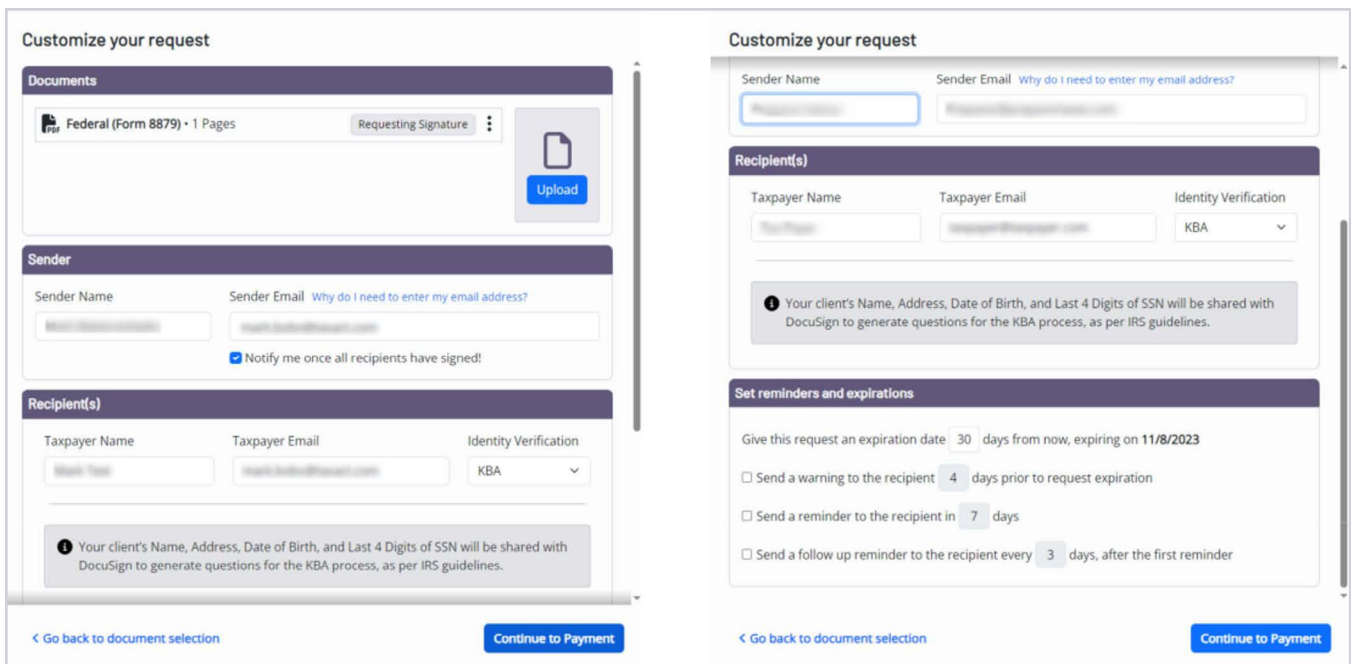 Customize your request
Documents
PDF Federal (Form 8879) • 1 Pages Requesting Signature
Upload
Sender
Sender Name Sender Email Why do I need to enter my email address?
Notify me once all recipients have signed!
Recipient(s)
Taxpayer Name Taxpayer Email Identity Verification
KBA
Your client's Name, Address, Date of Birth, and Last 4 Digits of SSN will be shared with
DocuSign to generate questions for the KBA process, as per IRS guidelines.
< Go back to document selection Continue to Payment
Customize your request
Sender Name Sender Email Why do I need to enter my email address?
Recipient(s)
Taxpayer Name Taxpayer Email Identity Verification
KBA
Your client's Name, Address, Date of Birth, and Last 4 Digits of SSN will be shared with
DocuSign to generate questions for the KBA process, as per IRS guidelines.
Set reminders and expirations
Give this request an expiration date 30 days from now, expiring on 11/8/2023
Send a warning to the recipient 4 days prior to request expiration
Send a reminder to the recipient in 7 days
Send a follow up reminder to the recipient every 3 days, after the first reminder
< Go back to document selection Continue to Payment